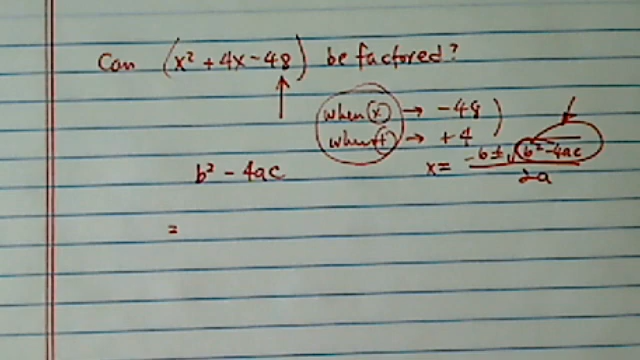 Can (x² + 4x - 48) be factored?
when (x) → - 48
when (+) → + 4
b² - 4ac
x = -b ± √b² - 4ac / 2a
=